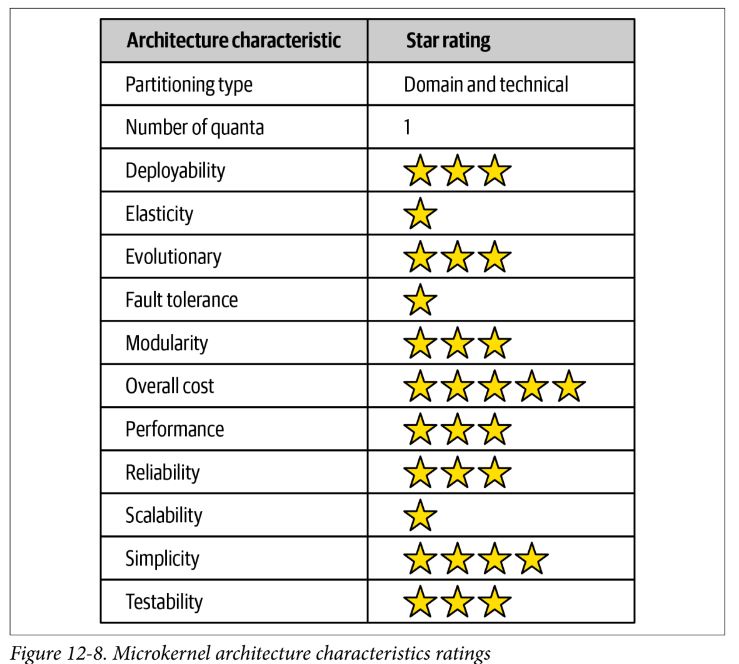 Architecture characteristic Star rating
Partitioning type Domain and technical
Number of quanta 1
Deployability
Elasticity
Evolutionary
Fault tolerance
Modularity
Overall cost
Performance
Reliability
Scalability
Simplicity
Testability
Figure 12-8. Microkernel architecture characteristics ratings